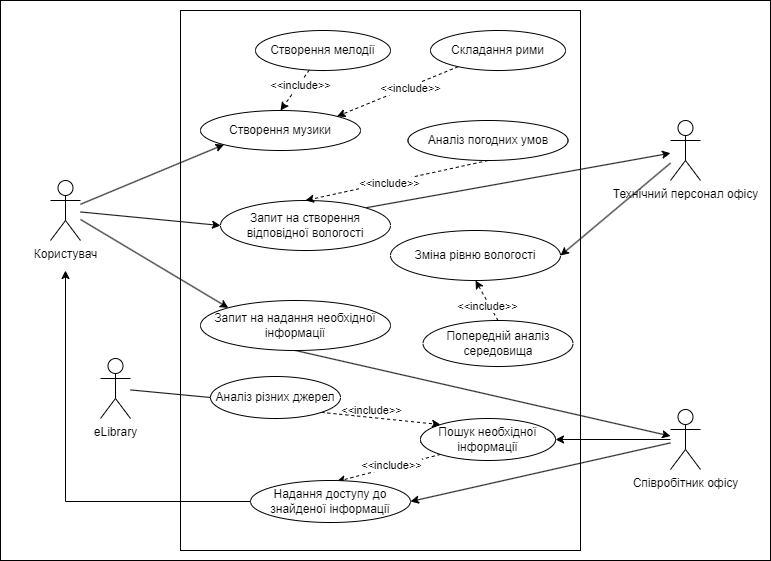 Створення мелодії
Складання рими
<<include>>
<<include>>
Створення музики
Аналіз погодних умов
<<include>>
Технічний персонал офісу
Запит на створення
відповідної вологості
Користувач
Зміна рівню вологості
<<include>>
Запит на надання необхідної
інформації
Попередній аналіз
середовища
Аналіз різних джерел
<<include>>
eLibrary
Пошук необхідної
інформації
<<include>>
Співробітник офісу
Надання доступу до
знайденої інформації